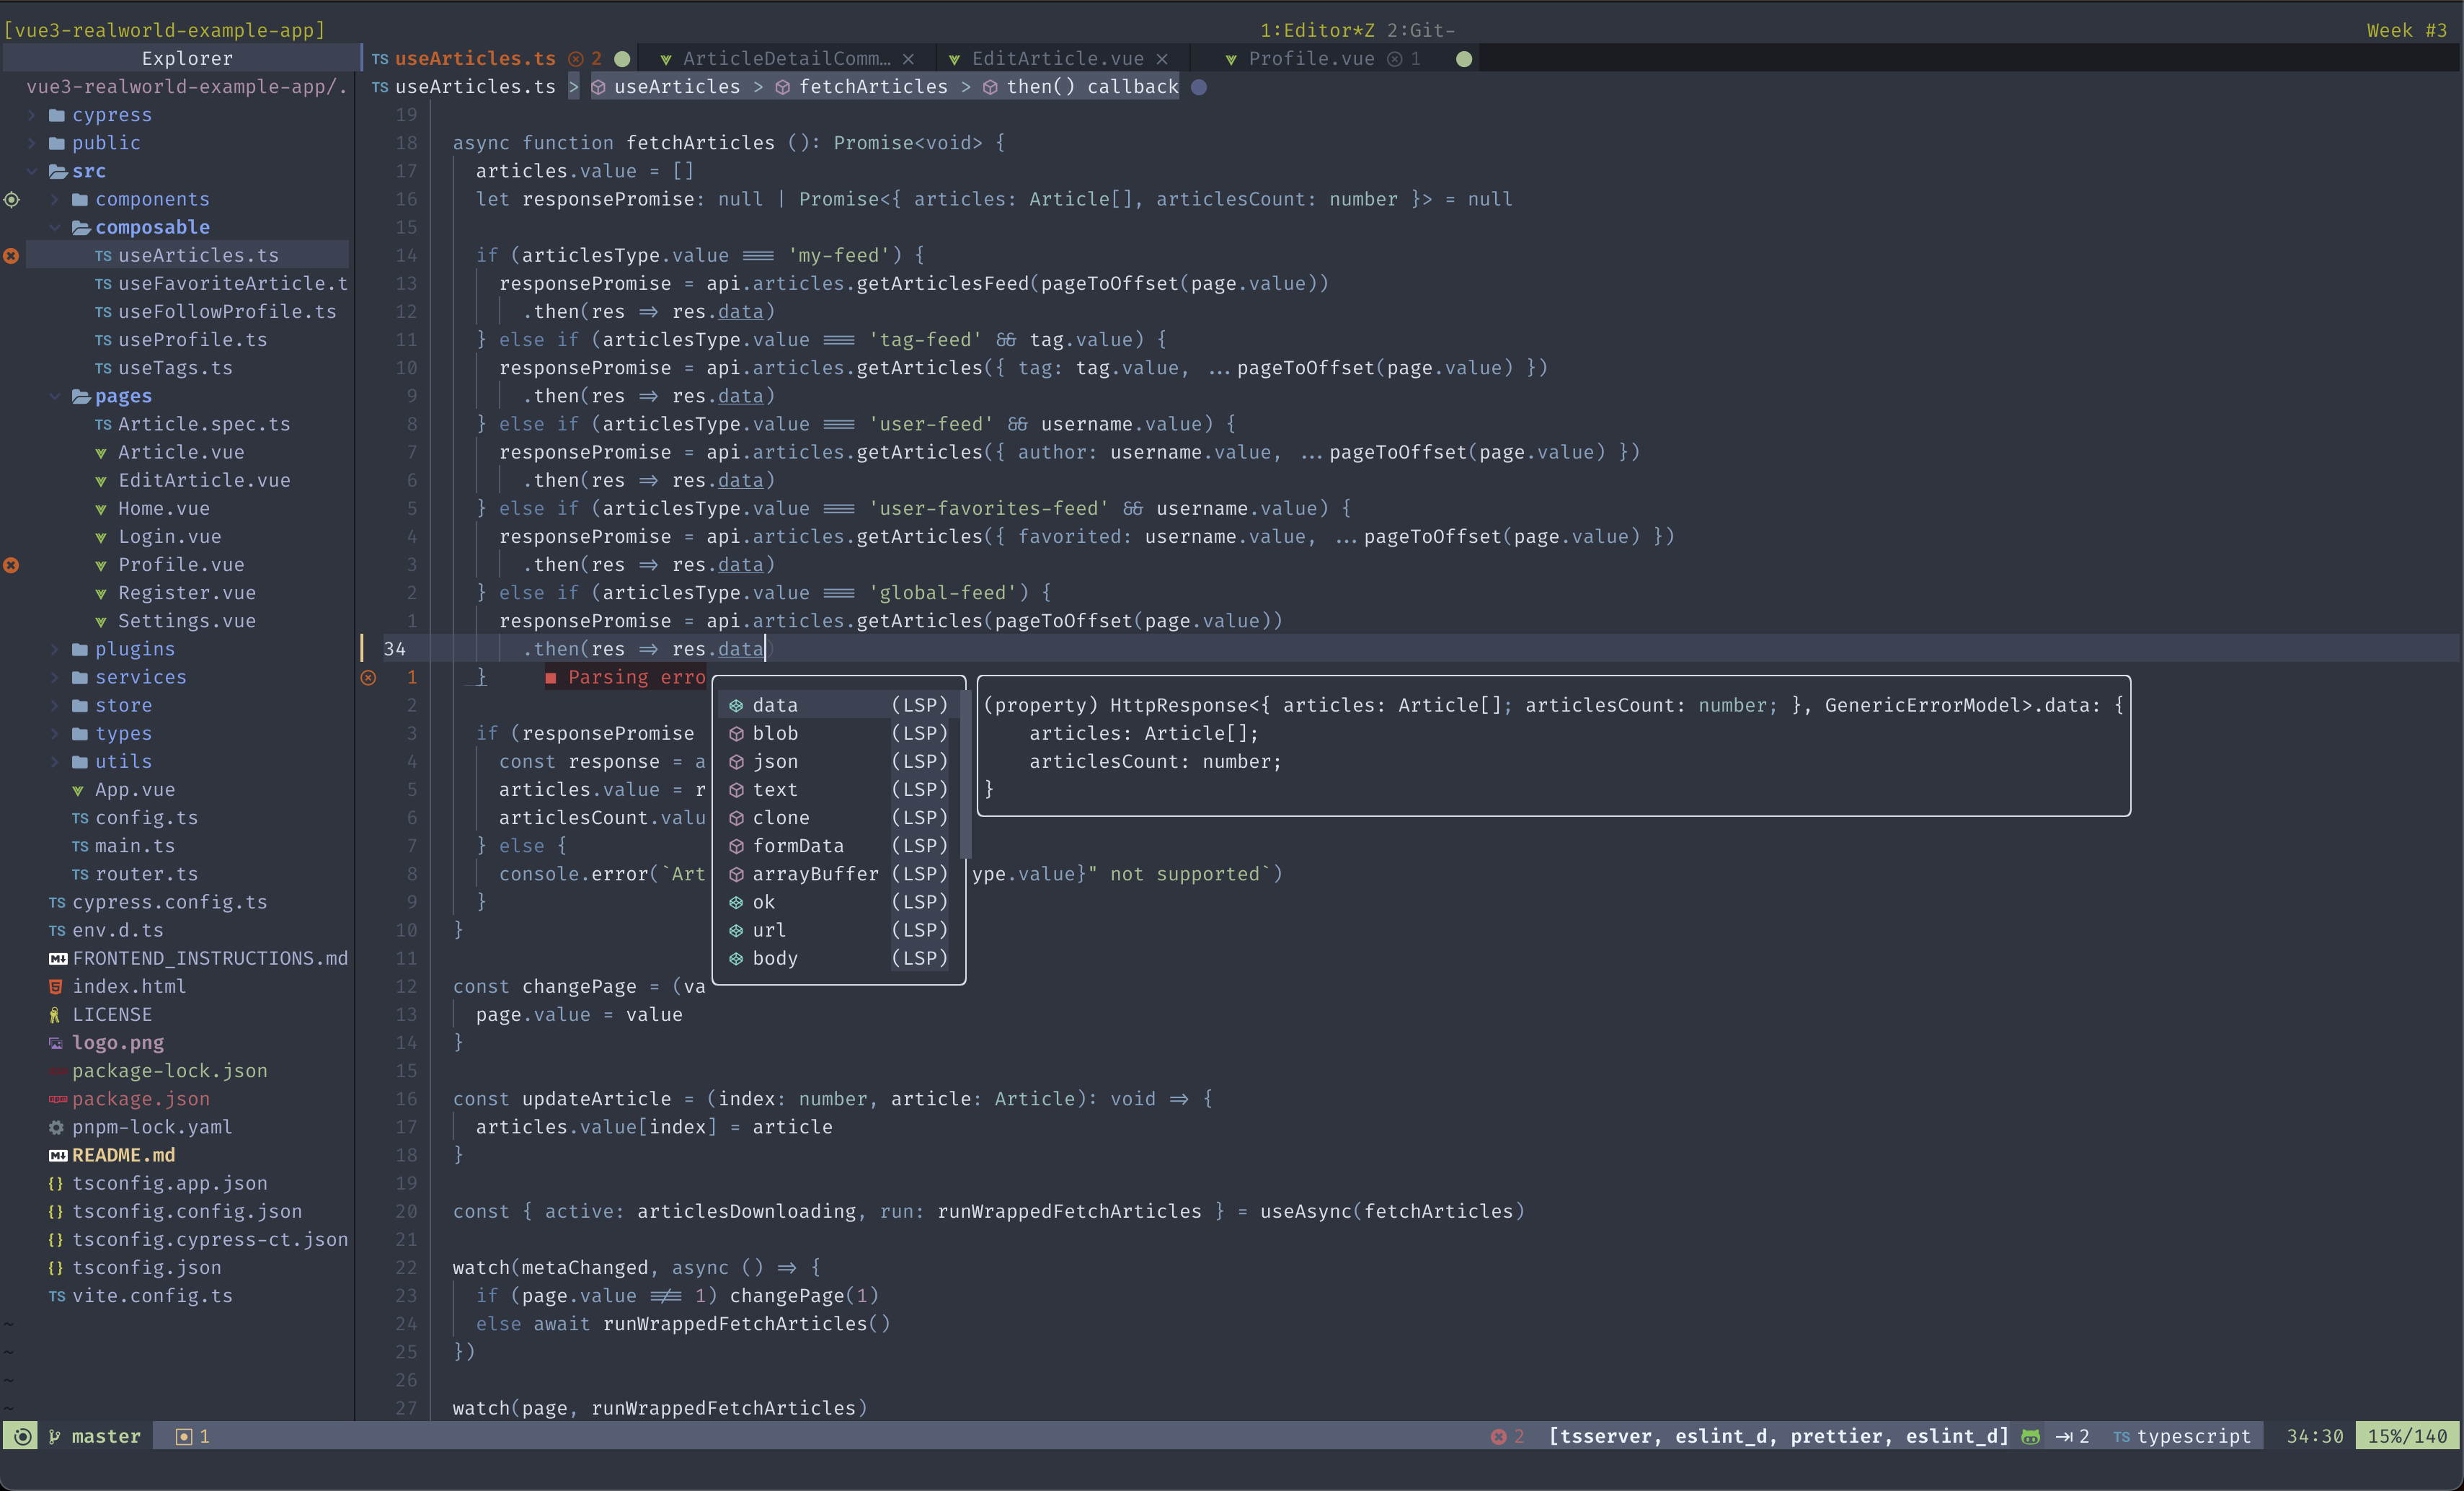 [vue3-realworld-example-app] 1:Editor*Z 2:Git- Week #3
Explorer
TS useArticles.ts 2 ArticleDetailComm… × EditArticle.vue × Profile.vue 1
vue3-realworld-example-app/.
TS useArticles.ts > useArticles > fetchArticles > then() callback
cypress
public
src
components
composable
TS useArticles.ts
TS useFavoriteArticle.t
TS useFollowProfile.ts
TS useProfile.ts
TS useTags.ts
pages
TS Article.spec.ts
Article.vue
EditArticle.vue
Home.vue
Login.vue
Profile.vue
Register.vue
Settings.vue
plugins
services
store
types
utils
App.vue
TS config.ts
TS main.ts
TS router.ts
TS cypress.config.ts
TS env.d.ts
FRONTEND_INSTRUCTIONS.md
index.html
LICENSE
logo.png
package-lock.json
package.json
pnpm-lock.yaml
README.md
{} tsconfig.app.json
{} tsconfig.config.json
{} tsconfig.cypress-ct.json
{} tsconfig.json
TS vite.config.ts
~
~
~
~
19
18 async function fetchArticles (): Promise<void> {
17 articles.value = []
16 let responsePromise: null | Promise<{ articles: Article[], articlesCount: number }> = null
15
14 if (articlesType.value === 'my-feed') {
13 responsePromise = api.articles.getArticlesFeed(pageToOffset(page.value))
12 .then(res => res.data)
11 } else if (articlesType.value === 'tag-feed' && tag.value) {
10 responsePromise = api.articles.getArticles({ tag: tag.value, ...pageToOffset(page.value) })
9 .then(res => res.data)
8 } else if (articlesType.value === 'user-feed' && username.value) {
7 responsePromise = api.articles.getArticles({ author: username.value, ...pageToOffset(page.value) })
6 .then(res => res.data)
5 } else if (articlesType.value === 'user-favorites-feed' && username.value) {
4 responsePromise = api.articles.getArticles({ favorited: username.value, ...pageToOffset(page.value) })
3 .then(res => res.data)
2 } else if (articlesType.value === 'global-feed') {
1 responsePromise = api.articles.getArticles(pageToOffset(page.value))
34 .then(res => res.data)
1 } ■ Parsing erro
2
3 if (responsePromise
4 const response = a
5 articles.value = r
6 articlesCount.valu
7 } else {
8 console.error(`Art ype.value}" not supported`)
9 }
10 }
11
12 const changePage = (va
13 page.value = value
14 }
15
16 const updateArticle = (index: number, article: Article): void => {
17 articles.value[index] = article
18 }
19
20 const { active: articlesDownloading, run: runWrappedFetchArticles } = useAsync(fetchArticles)
21
22 watch(metaChanged, async () => {
23 if (page.value !== 1) changePage(1)
24 else await runWrappedFetchArticles()
25 })
26
27 watch(page, runWrappedFetchArticles)
data (LSP)
blob (LSP)
json (LSP)
text (LSP)
clone (LSP)
formData (LSP)
arrayBuffer (LSP)
ok (LSP)
url (LSP)
body (LSP)
(property) HttpResponse<{ articles: Article[]; articlesCount: number; }, GenericErrorModel>.data: {
articles: Article[];
articlesCount: number;
}
master 1 2 [tsserver, eslint_d, prettier, eslint_d] 2 TS typescript 34:30 15%/140